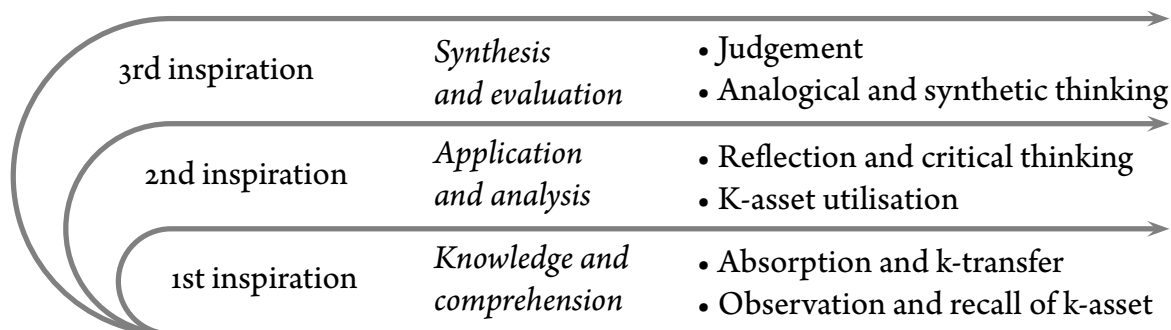 3rd inspiration
Synthesis
and evaluation
• Judgement
• Analogical and synthetic thinking
2nd inspiration
Application
and analysis
• Reflection and critical thinking
• K-asset utilisation
1st inspiration
Knowledge and
comprehension
• Absorption and k-transfer
• Observation and recall of k-asset